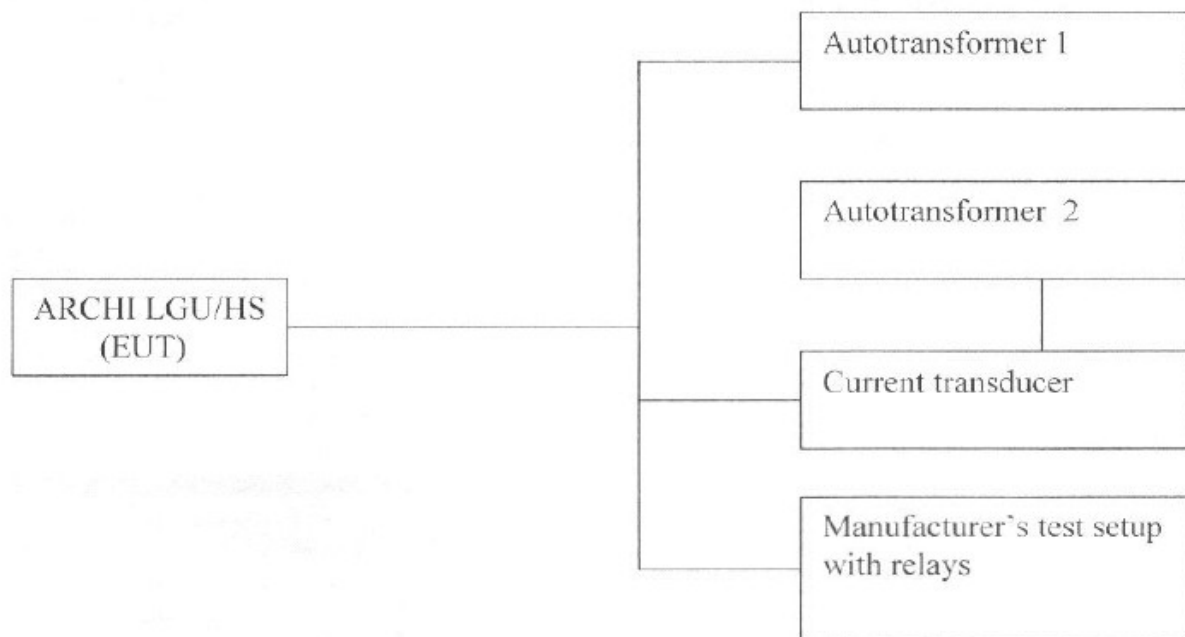 Autotransformer 1
Autotransformer 2
ARCHI LGU/HS
(EUT)
Current transducer
Manufacturer's test setup
with relays